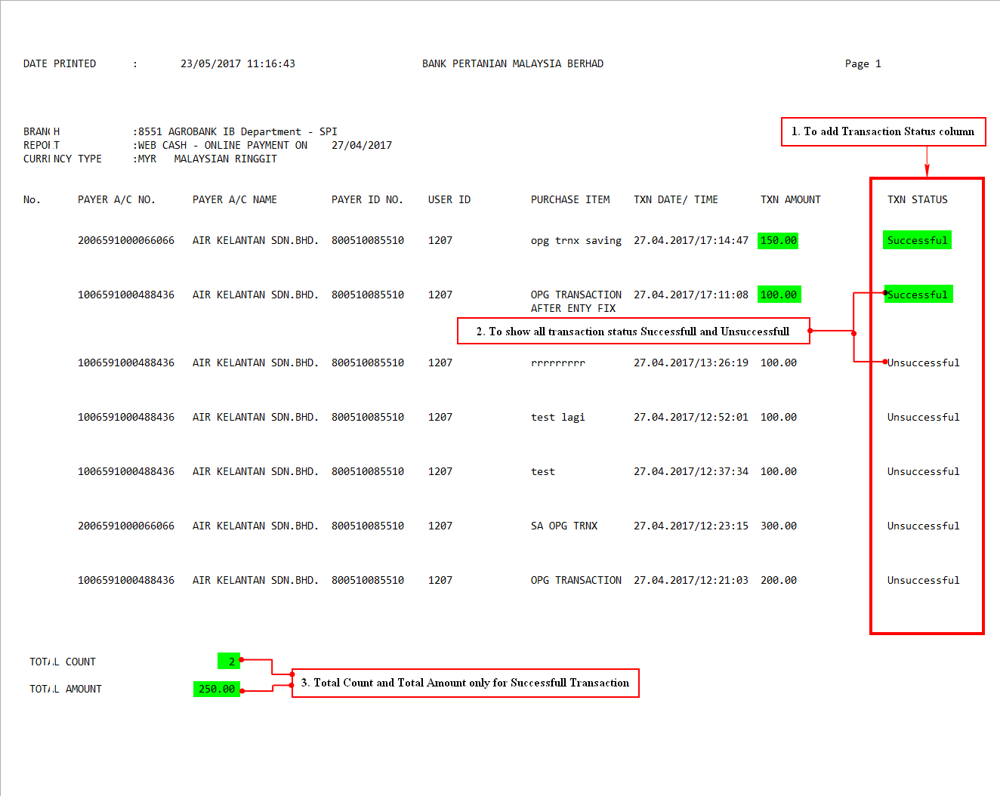 DATE PRINTED : 23/05/2017 11:16:43 BANK PERTANIAN MALAYSIA BERHAD Page 1
BRANCH :8551 AGROBANK IB Department - SPI
REPORT :WEB CASH - ONLINE PAYMENT ON 27/04/2017
CURRENCY TYPE :MYR MALAYSIAN RINGGIT
1. To add Transaction Status column
No. PAYER A/C NO. PAYER A/C NAME PAYER ID NO. USER ID PURCHASE ITEM TXN DATE/ TIME TXN AMOUNT TXN STATUS
2006591000066066 AIR KELANTAN SDN.BHD. 800510085510 1207 opg trnx saving 27.04.2017/17:14:47 150.00 Successful
1006591000488436 AIR KELANTAN SDN.BHD. 800510085510 1207 OPG TRANSACTION 27.04.2017/17:11:08 100.00 Successful
AFTER ENTY FIX
2. To show all transaction status Successfull and Unsuccessfull
1006591000488436 AIR KELANTAN SDN.BHD. 800510085510 1207 rrrrrrrrr 27.04.2017/13:26:19 100.00 Unsuccessful
1006591000488436 AIR KELANTAN SDN.BHD. 800510085510 1207 test lagi 27.04.2017/12:52:01 100.00 Unsuccessful
1006591000488436 AIR KELANTAN SDN.BHD. 800510085510 1207 test 27.04.2017/12:37:34 100.00 Unsuccessful
2006591000066066 AIR KELANTAN SDN.BHD. 800510085510 1207 SA OPG TRNX 27.04.2017/12:23:15 300.00 Unsuccessful
1006591000488436 AIR KELANTAN SDN.BHD. 800510085510 1207 OPG TRANSACTION 27.04.2017/12:21:03 200.00 Unsuccessful
TOTAL COUNT 2
TOTAL AMOUNT 250.00
3. Total Count and Total Amount only for Successfull Transaction